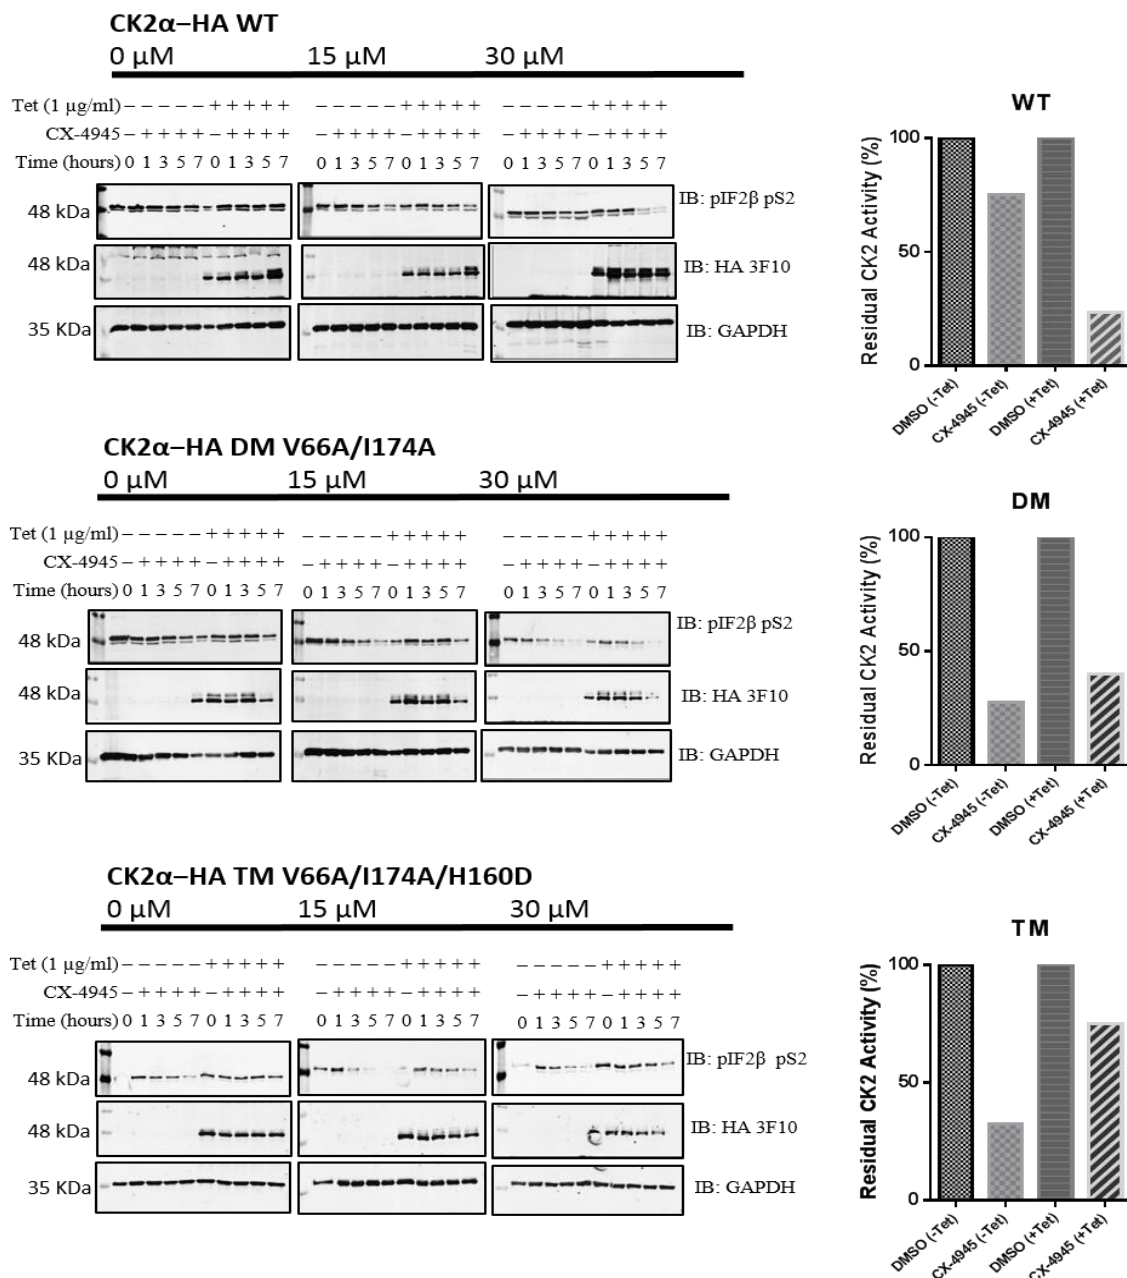 CK2α–HA WT
0 µM 15 µM 30 µM
Tet (1 µg/ml) – – – – – + + + + + – – – – – + + + + + – – – – – + + + + +
CX-4945 – + + + + – + + + + – + + + + – + + + + – + + + + – + + + +
Time (hours) 0 1 3 5 7 0 1 3 5 7 0 1 3 5 7 0 1 3 5 7 0 1 3 5 7 0 1 3 5 7
48 kDa IB: pIF2β pS2
48 kDa IB: HA 3F10
35 KDa IB: GAPDH
WT
Residual CK2 Activity (%)
100
50
0
DMSO (-Tet)
CX-4945 (-Tet)
DMSO (+Tet)
CX-4945 (+Tet)
CK2α–HA DM V66A/I174A
0 µM 15 µM 30 µM
Tet (1 µg/ml) – – – – – + + + + + – – – – – + + + + + – – – – – + + + + +
CX-4945 – + + + + – + + + + – + + + + – + + + + – + + + + – + + + +
Time (hours) 0 1 3 5 7 0 1 3 5 7 0 1 3 5 7 0 1 3 5 7 0 1 3 5 7 0 1 3 5 7
48 kDa IB: pIF2β pS2
48 kDa IB: HA 3F10
35 KDa IB: GAPDH
DM
Residual CK2 Activity (%)
100
50
0
DMSO (-Tet)
CX-4945 (-Tet)
DMSO (+Tet)
CX-4945 (+Tet)
CK2α–HA TM V66A/I174A/H160D
0 µM 15 µM 30 µM
Tet (1 µg/ml) – – – – – + + + + + – – – – – + + + + + – – – – – + + + + +
CX-4945 – + + + + – + + + + – + + + + – + + + + – + + + + – + + + +
Time (hours) 0 1 3 5 7 0 1 3 5 7 0 1 3 5 7 0 1 3 5 7 0 1 3 5 7 0 1 3 5 7
48 kDa IB: pIF2β pS2
48 kDa IB: HA 3F10
35 KDa IB: GAPDH
TM
Residual CK2 Activity (%)
100
50
0
DMSO (-Tet)
CX-4945 (-Tet)
DMSO (+Tet)
CX-4945 (+Tet)